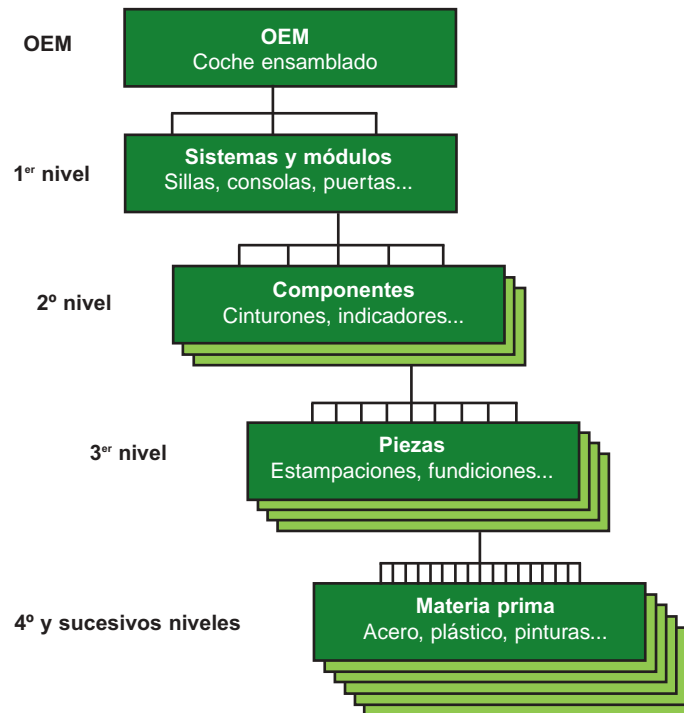 OEM
OEM
Coche ensamblado
1er nivel
Sistemas y módulos
Sillas, consolas, puertas...
2º nivel
Componentes
Cinturones, indicadores...
3er nivel
Piezas
Estampaciones, fundiciones...
4º y sucesivos niveles
Materia prima
Acero, plástico, pinturas...